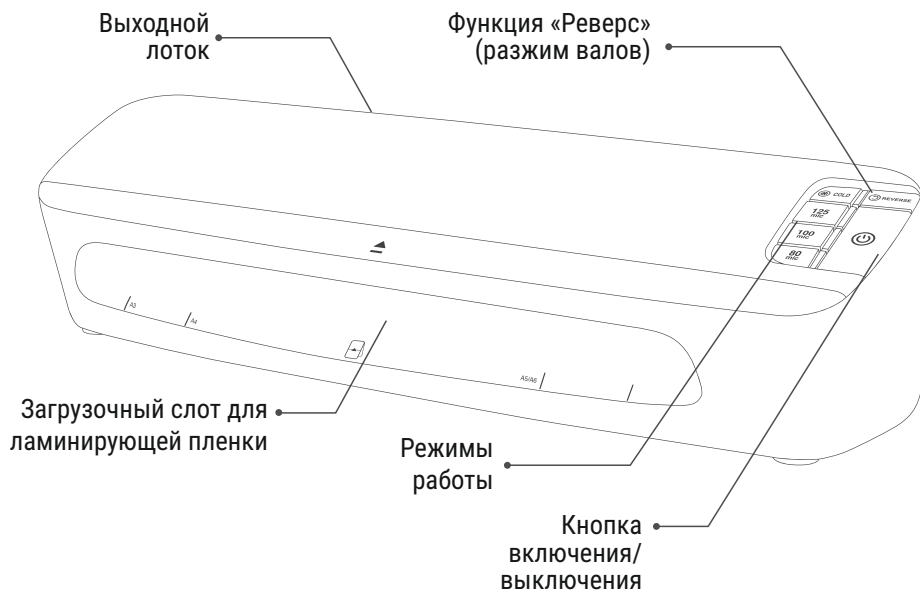 Выходной
лоток
Функция «Реверс»
(разжим валов)
COLD
REVERSE
125
mic
100
mic
80
mic
A3
A4
A5/A6
Загрузочный слот для
ламинирующей пленки
Режимы
работы
Кнопка
включения/
выключения